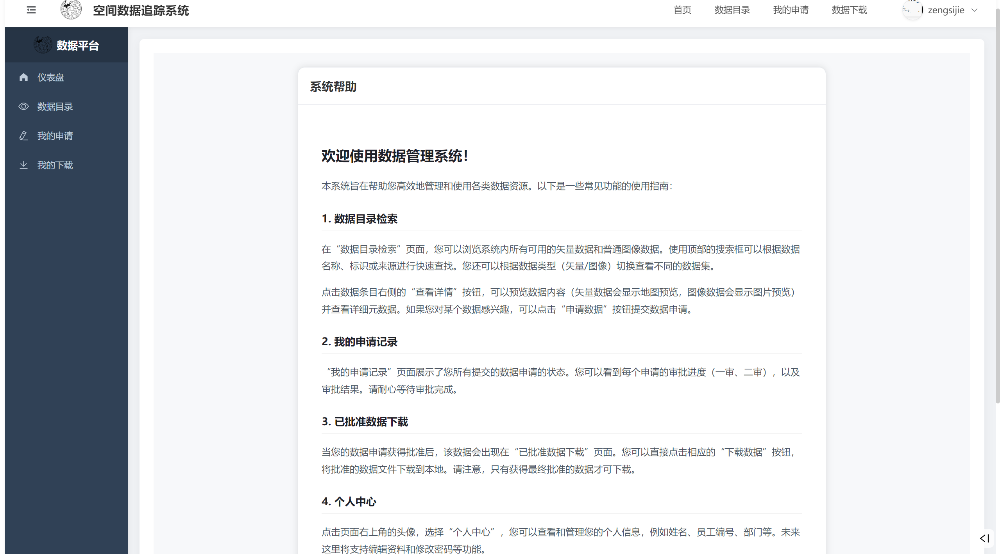 空间数据追踪系统
首页
数据目录
我的申请
数据下载
zengsijie
数据平台
仪表盘
数据目录
我的申请
我的下载
系统帮助
欢迎使用数据管理系统！
本系统旨在帮助您高效地管理和使用各类数据资源。以下是一些常见功能的使用指南：
1. 数据目录检索
在“数据目录检索”页面，您可以浏览系统内所有可用的矢量数据和普通图像数据。使用顶部的搜索框可以根据数据
名称、标识或来源进行快速查找。您还可以根据数据类型（矢量/图像）切换查看不同的数据集。
点击数据条目右侧的“查看详情”按钮，可以预览数据内容（矢量数据会显示地图预览，图像数据会显示图片预览）
并查看详细元数据。如果您对某个数据感兴趣，可以点击“申请数据”按钮提交数据申请。
2. 我的申请记录
“我的申请记录”页面展示了您所有提交的数据申请的状态。您可以看到每个申请的审批进度（一审、二审），以及
审批结果。请耐心等待审批完成。
3. 已批准数据下载
当您的数据申请获得批准后，该数据会出现在“已批准数据下载”页面。您可以直接点击相应的“下载数据”按钮，
将批准的数据文件下载到本地。请注意，只有获得最终批准的数据才可下载。
4. 个人中心
点击页面右上角的头像，选择“个人中心”，您可以查看和管理您的个人信息，例如姓名、员工编号、部门等。未来
这里将支持编辑资料和修改密码等功能。